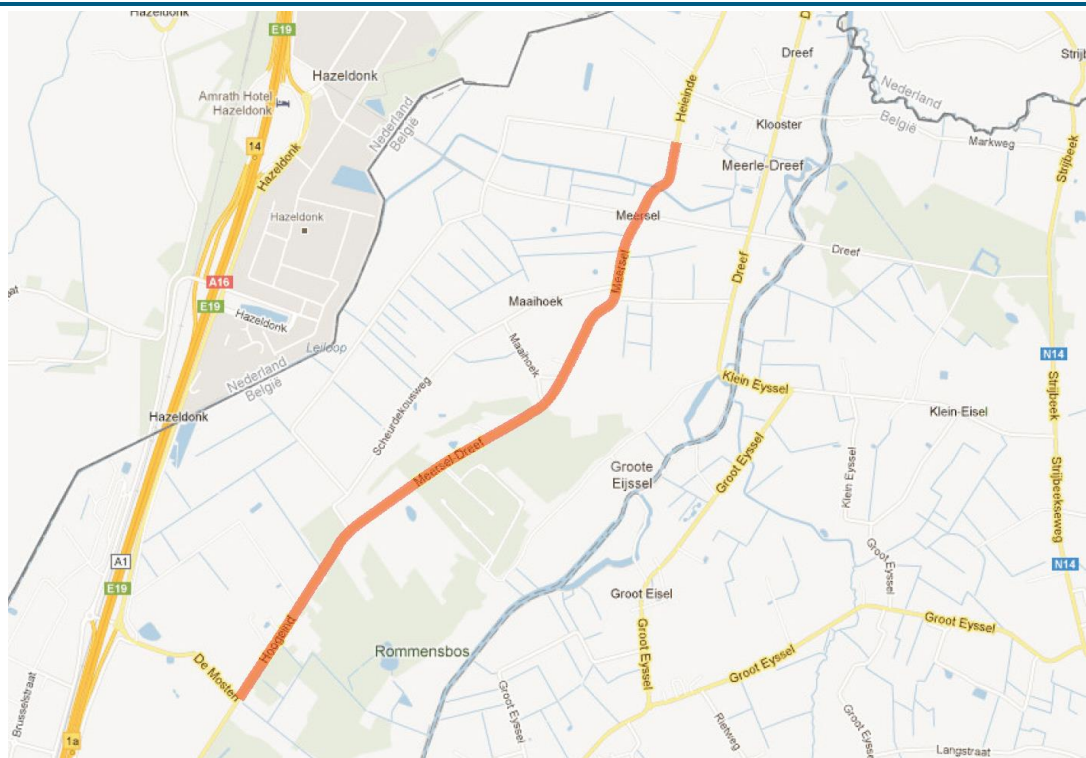 Hazeldonk
E19
D
Dreef
Strijb
Hazeldonk
Amrath Hotel
Hazeldonk
Nederland
België
Heieinde
Nederland
België
Klooster
Markweg
14
Hazeldonk
Meerle-Dreef
Strijbeek
Hazeldonk
Meersel
Dreef
A16
E19
Meersel
Dreef
Maaihoek
Hazeldonk
Leiloop
Maaihoek
N14
Nederland
België
Klein Eyssel
Strijbeek
Hazeldonk
Scheurdekousweg
Klein-Eisel
Meersel-Dreef
Groot Eyssel
Groote
Eijssel
Klein Eyssel
Strijbeekseweg
A1
E19
Groot Eyssel
N14
Groot Eisel
Groot Eyssel
Hoogeind
Rommensbos
De Mosten
Groot Eyssel
Groot Eyssel
Groot Eyssel
Brusselstraat
Rietweg
Groot Eyssel
1a
Langstraat